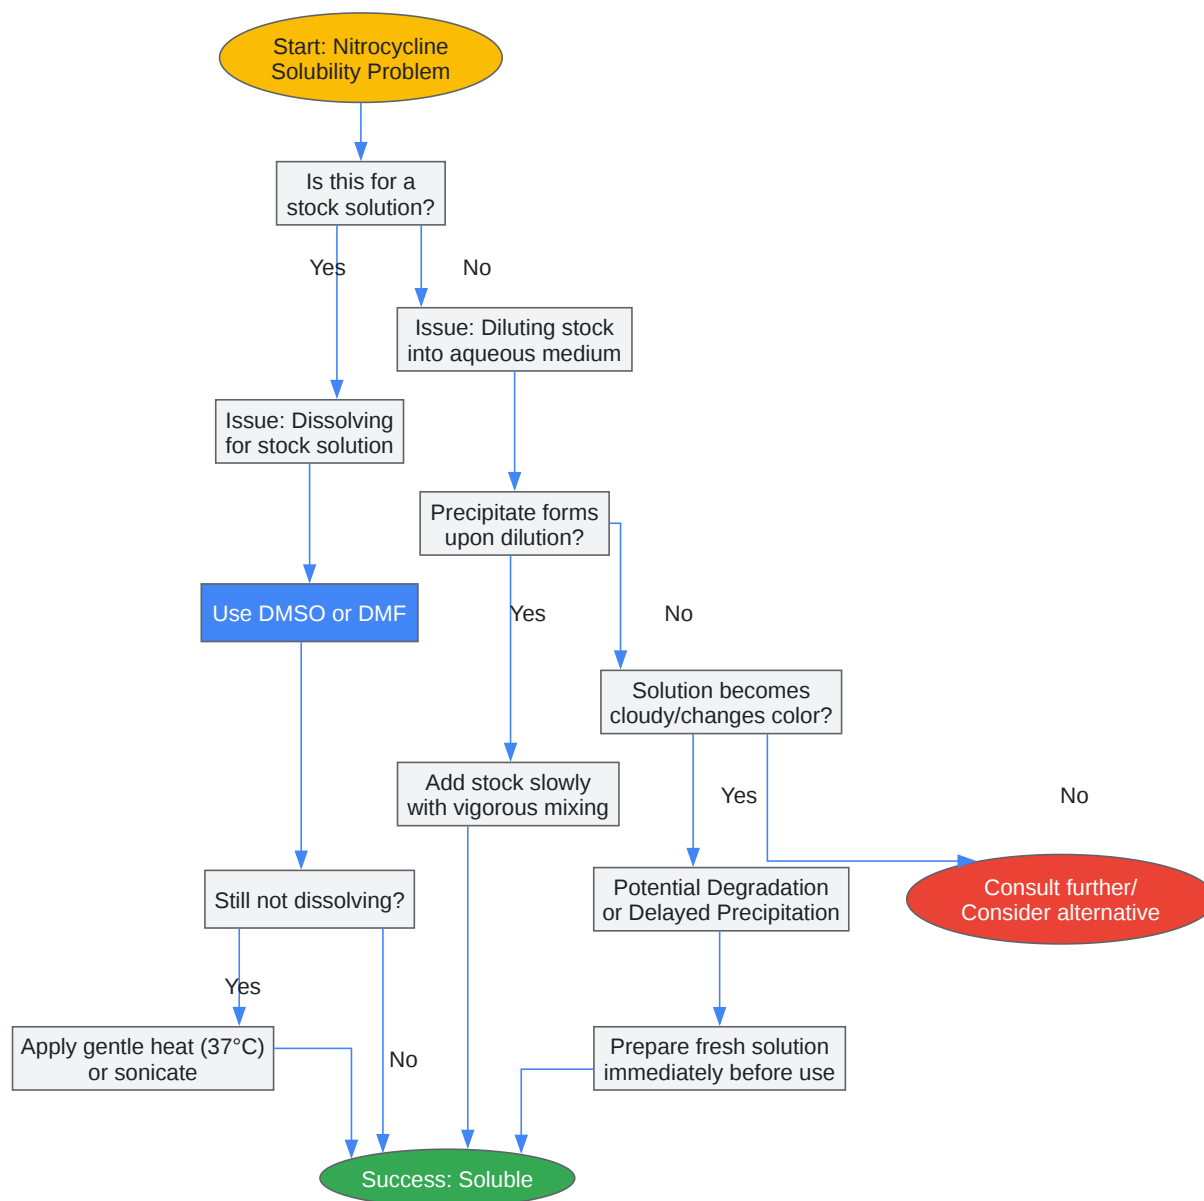 Start: Nitrocycline
Solubility Problem
Is this for a
stock solution?
Yes
No
Issue: Diluting stock
into aqueous medium
Issue: Dissolving
for stock solution
Precipitate forms
upon dilution?
Use DMSO or DMF
Yes
No
Solution becomes
cloudy/changes color?
Add stock slowly
with vigorous mixing
Yes
No
Still not dissolving?
Potential Degradation
or Delayed Precipitation
Consult further/
Consider alternative
Yes
Apply gentle heat (37°C)
or sonicate
No
Prepare fresh solution
immediately before use
Success: Soluble